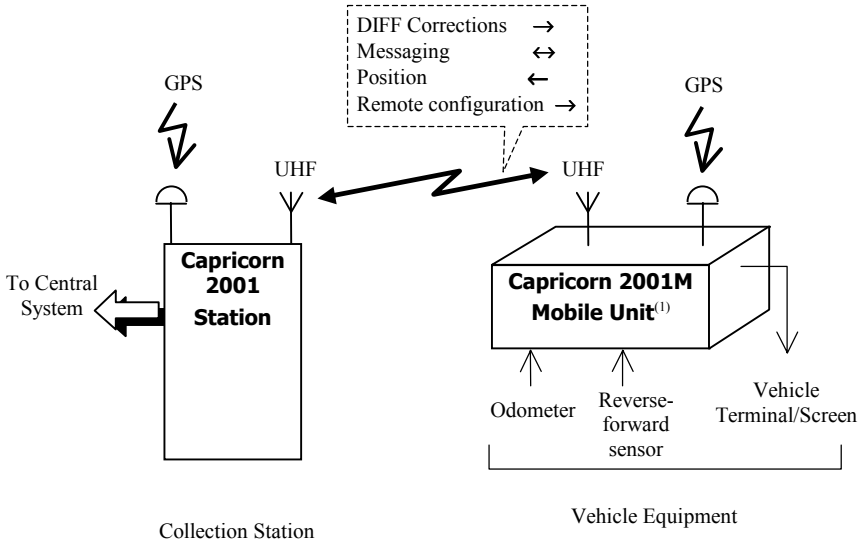 DIFF Corrections →
Messaging ↔
Position ←
Remote configuration →
GPS
GPS
UHF
UHF
Capricorn
2001
Station
To Central
System
Capricorn 2001M
Mobile Unit(1)
Odometer
Reverse-
forward
sensor
Vehicle
Terminal/Screen
Collection Station
Vehicle Equipment